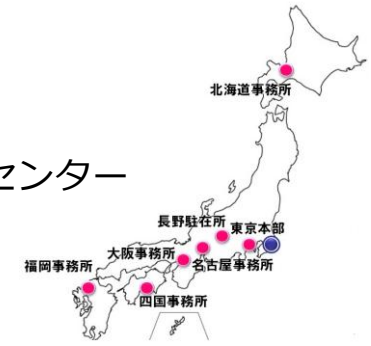 北海道事務所
センター
長野駐在所
東京本部
大阪事務所
名古屋事務所
福岡事務所
四国事務所